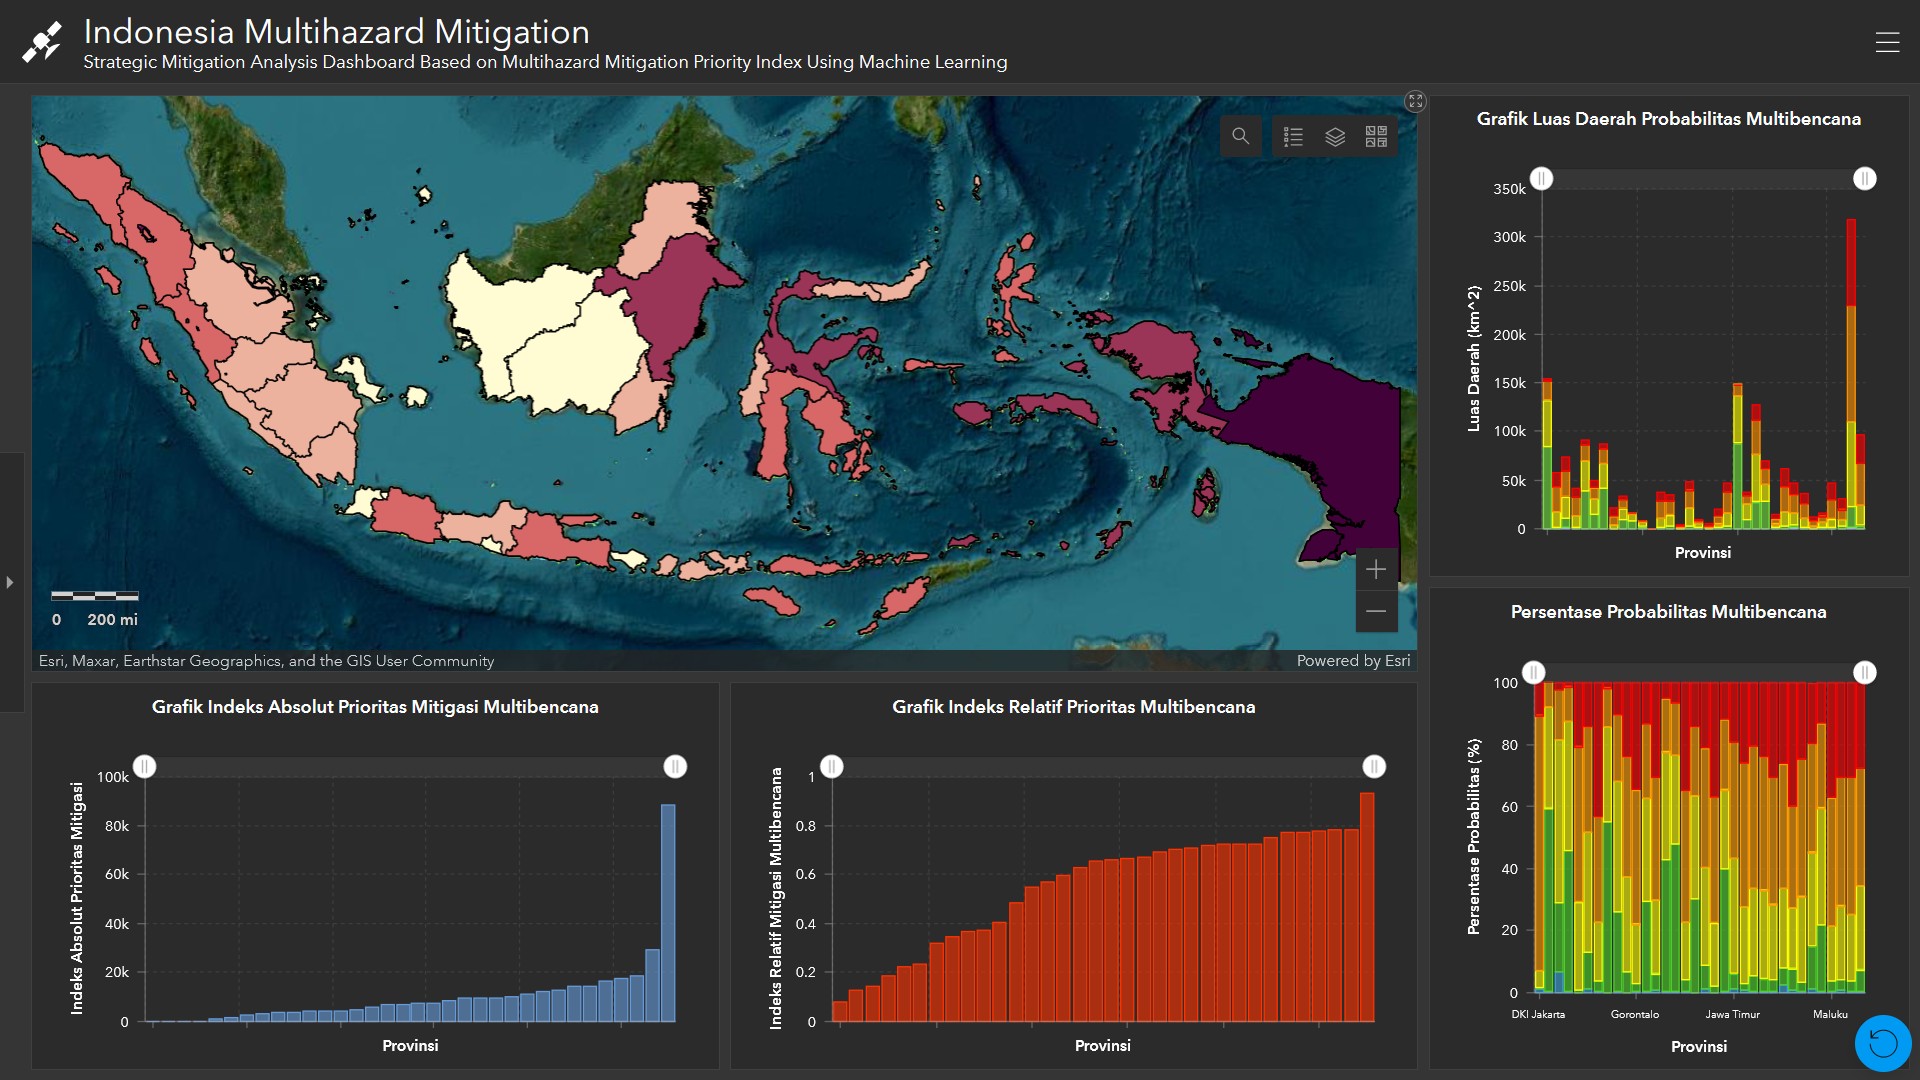 Indonesia Multihazard Mitigation
Strategic Mitigation Analysis Dashboard Based on Multihazard Mitigation Priority Index Using Machine Learning
0 200 mi
Esri, Maxar, Earthstar Geographics, and the GIS User Community
Powered by Esri
Grafik Luas Daerah Probabilitas Multibencana
350k
300k
250k
200k
150k
100k
50k
0
Luas Daerah (km^2)
Provinsi
Grafik Indeks Absolut Prioritas Mitigasi Multibencana
100k
80k
60k
40k
20k
0
Indeks Absolut Prioritas Mitigasi
Provinsi
Grafik Indeks Relatif Prioritas Multibencana
1
0.8
0.6
0.4
0.2
0
Indeks Relatif Mitigasi Multibencana
Provinsi
Persentase Probabilitas Multibencana
100
80
60
40
20
0
Persentase Probabilitas (%)
DKI Jakarta Gorontalo Jawa Timur Maluku
Provinsi